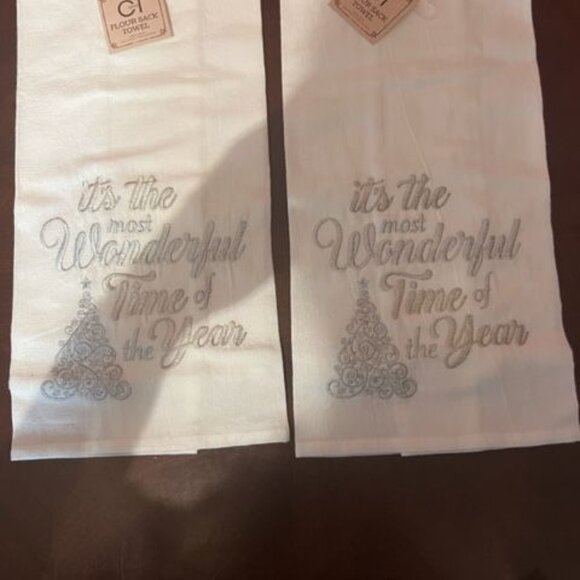 FLOUR SACK
TOWEL
it's the
most
Wonderful
Time of
the Year
FLOUR SACK
TOWEL
it's the
most
Wonderful
Time of
the Year